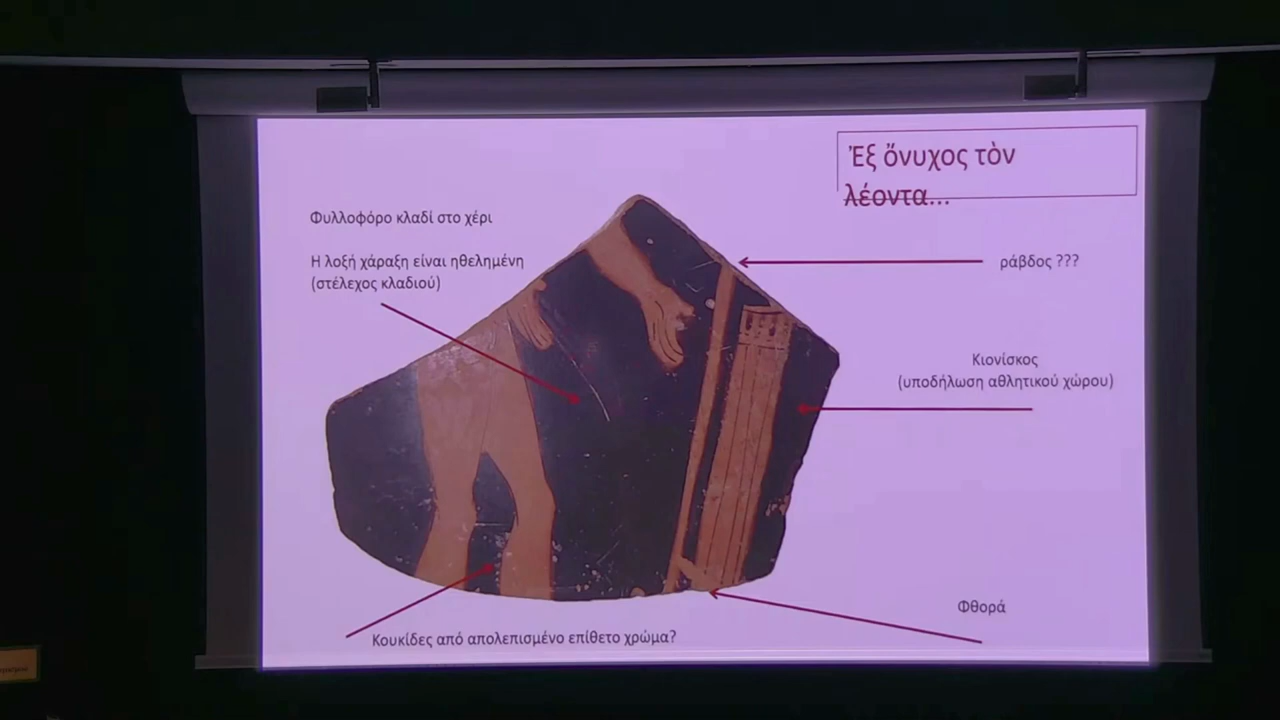 Ἐξ ὄνυχος τὸν
λέοντα...
Φυλλοφόρο κλαδί στο χέρι
Η λοξή χάραξη είναι ηθελημένη
(στέλεχος κλαδιού)
ράβδος ???
Κιονίσκος
(υποδήλωση αθλητικού χώρου)
Φθορά
Κουκίδες από απολεπισμένο επίθετο χρώμα?